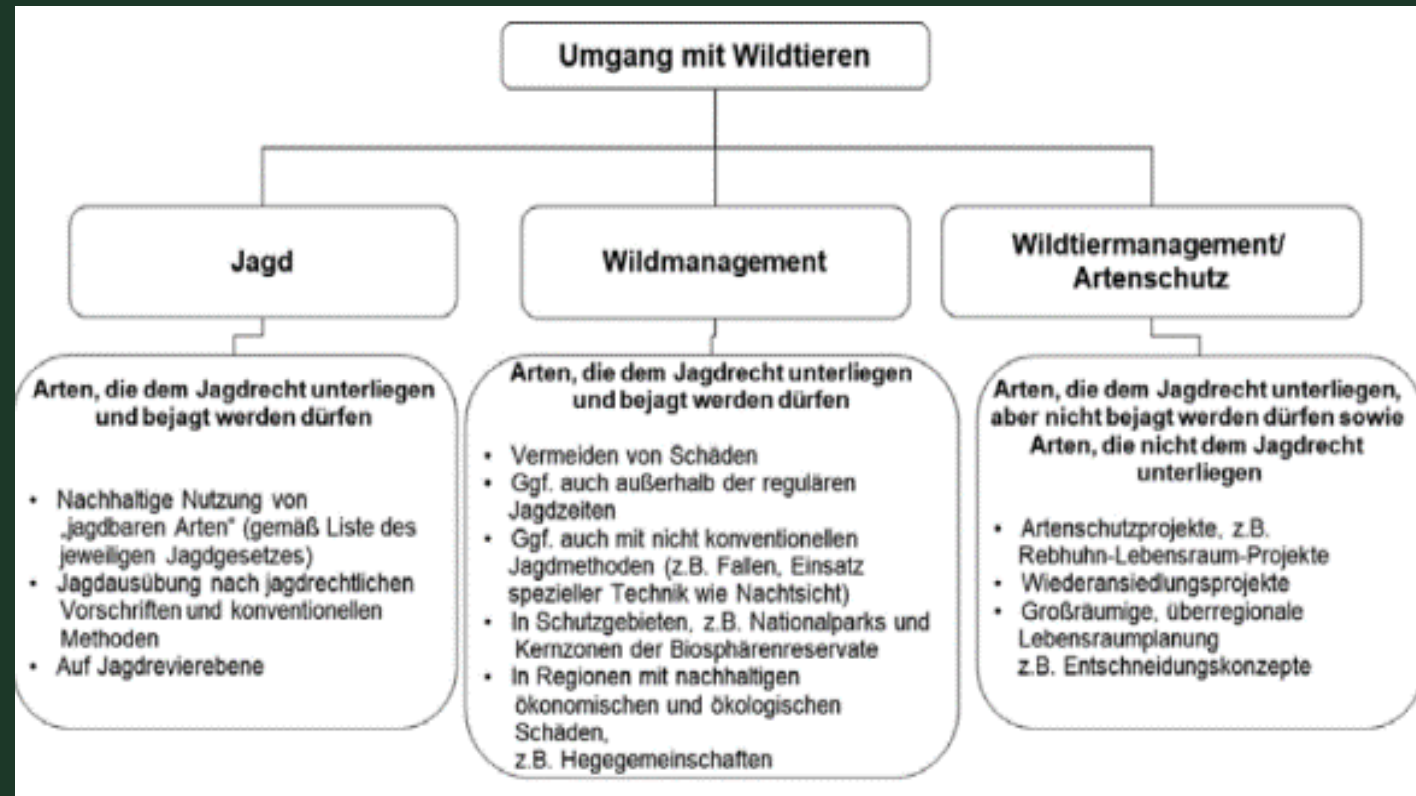 Umgang mit Wildtieren
Jagd
Arten, die dem Jagdrecht unterliegen
und bejagt werden dürfen
• Nachhaltige Nutzung von
„jagdbaren Arten“ (gemäß Liste des
jeweiligen Jagdgesetzes)
• Jagdausübung nach jagdrechtlichen
Vorschriften und konventionellen
Methoden
• Auf Jagdrevierebene
Wildmanagement
Arten, die dem Jagdrecht unterliegen
und bejagt werden dürfen
• Vermeiden von Schäden
• Ggf. auch außerhalb der regulären
Jagdzeiten
• Ggf. auch mit nicht konventionellen
Jagdmethoden (z.B. Fallen, Einsatz
spezieller Technik wie Nachtsicht)
• In Schutzgebieten, z.B. Nationalparks und
Kernzonen der Biosphärenreservate
• In Regionen mit nachhaltigen
ökonomischen und ökologischen
Schäden,
z.B. Hegegemeinschaften
Wildtiermanagement/
Artenschutz
Arten, die dem Jagdrecht unterliegen,
aber nicht bejagt werden dürfen sowie
Arten, die nicht dem Jagdrecht
unterliegen
• Artenschutzprojekte, z.B.
Rebhuhn-Lebensraum-Projekte
• Wiederansiedlungsprojekte
• Großräumige, überregionale
Lebensraumplanung
z.B. Entschneidungskonzepte